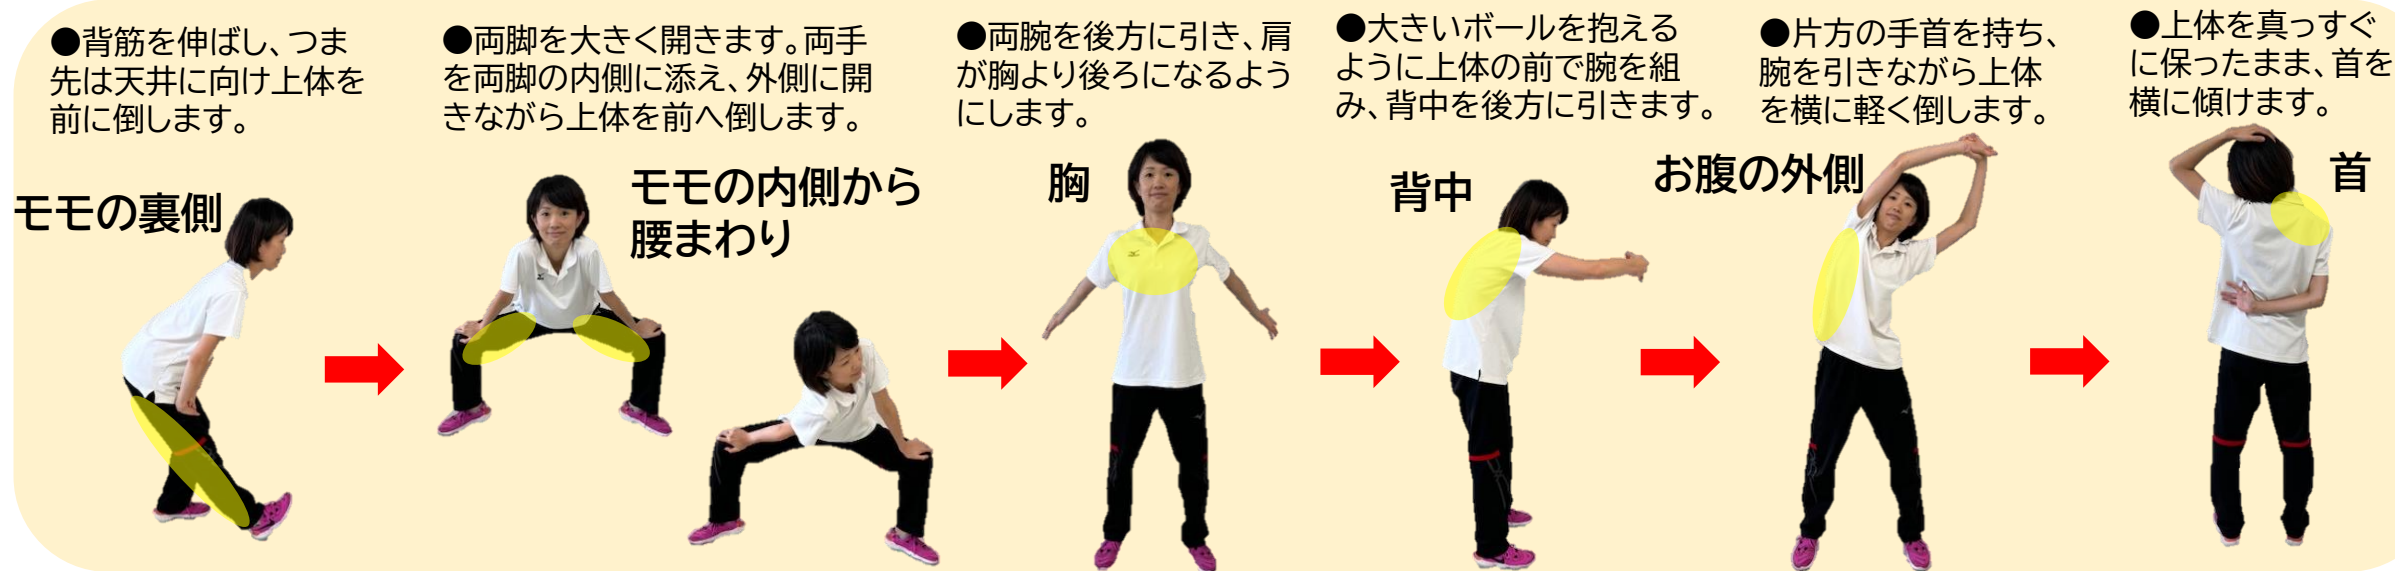 ●背筋を伸ばし、つま
先は天井に向け上体を
前に倒します。
モモの裏側
●両脚を大きく開きます。両手
を両脚の内側に添え、外側に開
きながら上体を前へ倒します。
モモの内側から
腰まわり
●両腕を後方に引き、肩
が胸より後ろになるよう
にします。
胸
●大きいボールを抱える
ように上体の前で腕を組
み、背中を後方に引きます。
背中
●片方の手首を持ち、
腕を引きながら上体
を横に軽く倒します。
お腹の外側
●上体を真っすぐ
に保ったまま、首を
横に傾けます。
首